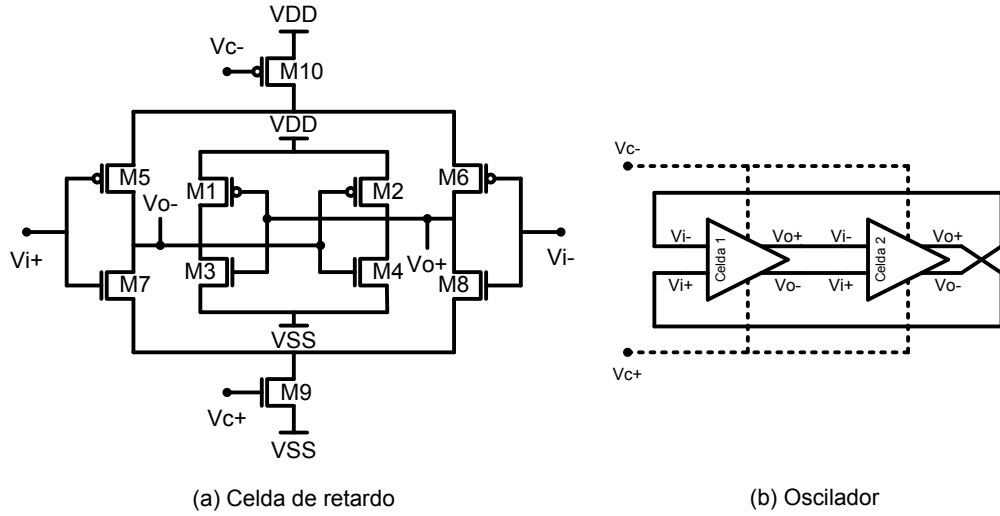 VDD
Vc-
M10
VDD
M5
M1
M2
M6
Vo-
Vi+
Vo+
Vi-
M3
M4
M7
M8
VSS
M9
Vc+
VSS
(a) Celda de retardo
Vc-
Vi-
Vo+
Vi-
Vo+
Celda 1
Celda 2
Vi+
Vo-
Vi+
Vo-
Vc+
(b) Oscilador